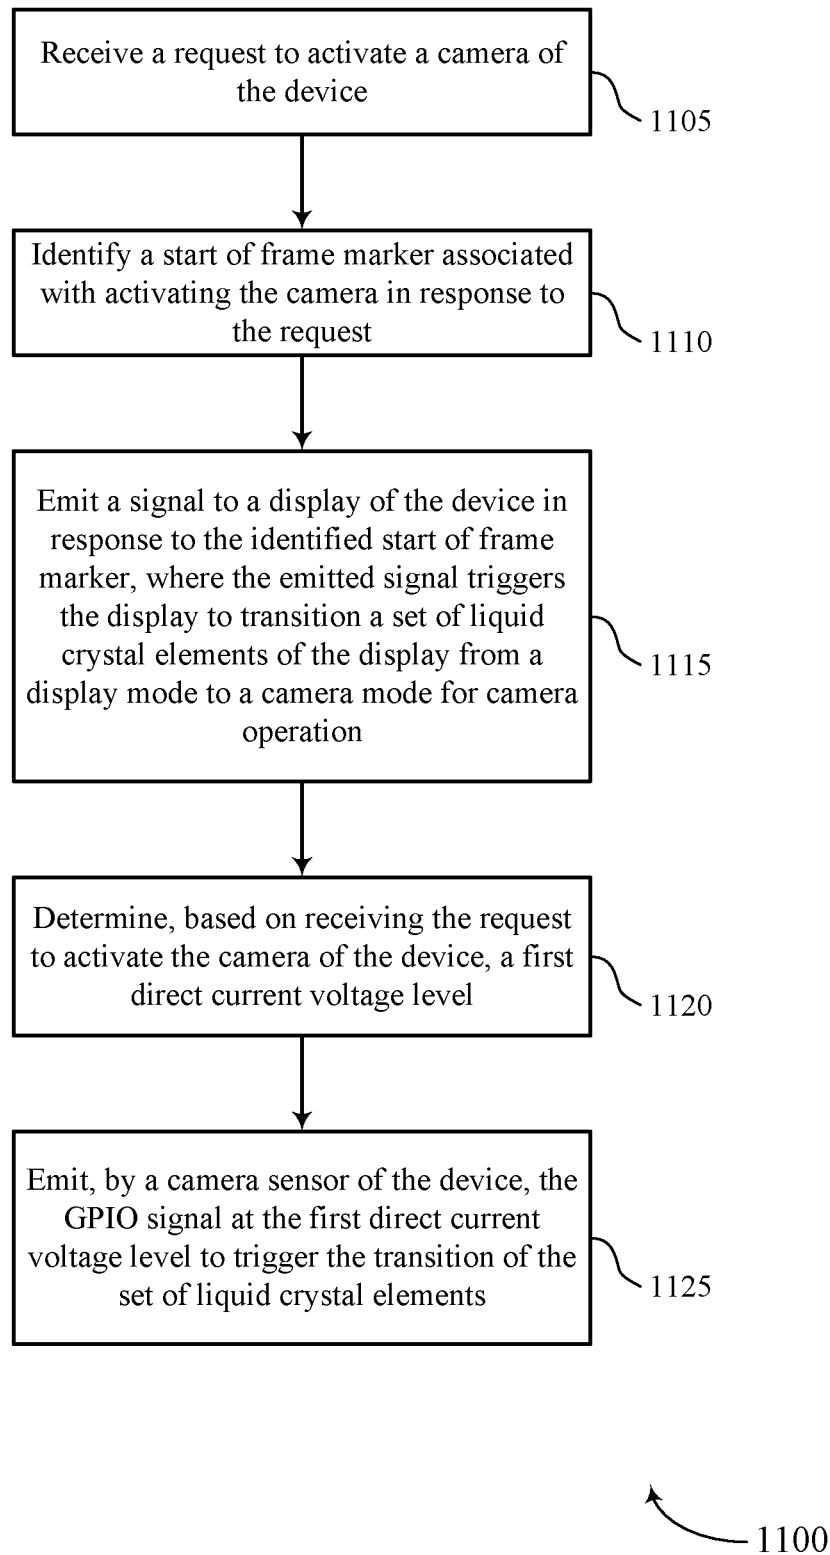 Receive a request to activate a camera of
the device
1105
Identify a start of frame marker associated
with activating the camera in response to
the request
1110
Emit a signal to a display of the device in
response to the identified start of frame
marker, where the emitted signal triggers
the display to transition a set of liquid
crystal elements of the display from a
display mode to a camera mode for camera
operation
1115
Determine, based on receiving the request
to activate the camera of the device, a first
direct current voltage level
1120
Emit, by a camera sensor of the device, the
GPIO signal at the first direct current
voltage level to trigger the transition of the
set of liquid crystal elements
1125
1100